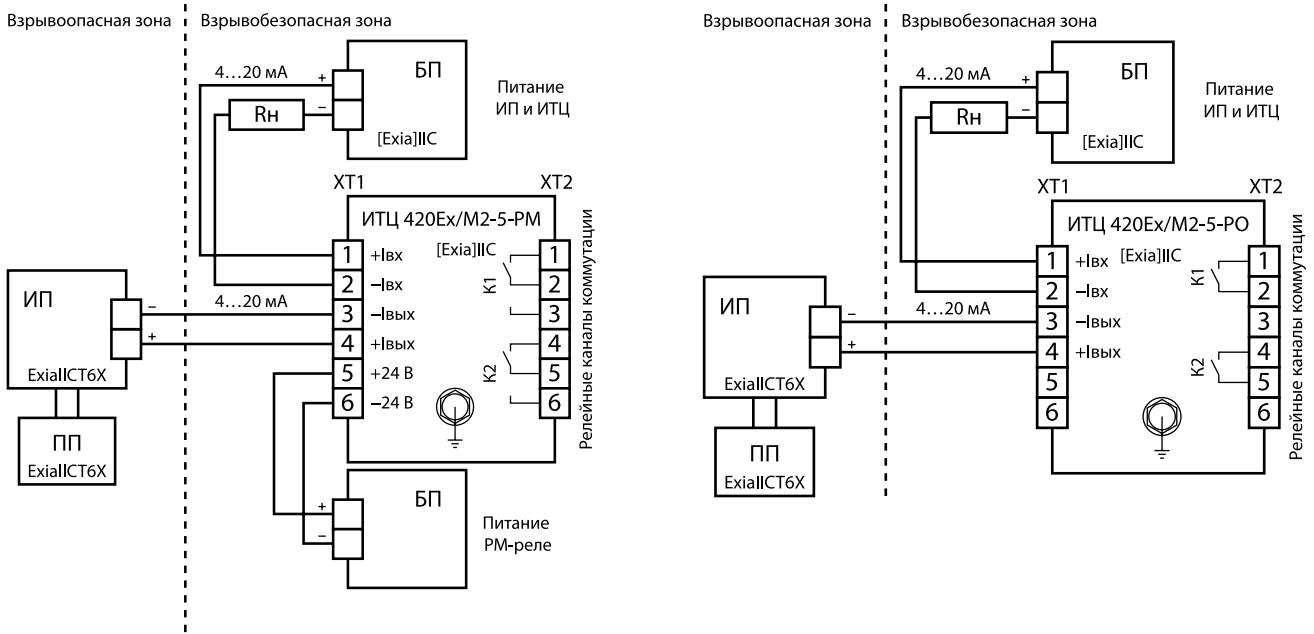 Взрывоопасная зона
Взрывобезопасная зона
БП
4...20 мА
+
–
Rн
[Exia]IIC
Питание
ИП и ИТЦ
XT1
XT2
ИТЦ 420Ex/M2-5-PM
[Exia]IIC
1 +Iвх
2 –Iвх
3 –Iвых
4 +Iвых
5 +24 В
6 –24 В
K1
K2
1
2
3
4
5
6
Релейные каналы коммутации
4...20 мА
ИП
–
+
ExiaIICT6X
ПП
ExiaIICT6X
БП
+
–
Питание
РМ-реле
Взрывоопасная зона
Взрывобезопасная зона
БП
4...20 мА
+
–
Rн
[Exia]IIC
Питание
ИП и ИТЦ
XT1
XT2
ИТЦ 420Ex/M2-5-PO
[Exia]IIC
1 +Iвх
2 –Iвх
3 –Iвых
4 +Iвых
5
6
K1
K2
1
2
3
4
5
6
Релейные каналы коммутации
4...20 мА
ИП
–
+
ExiaIICT6X
ПП
ExiaIICT6X